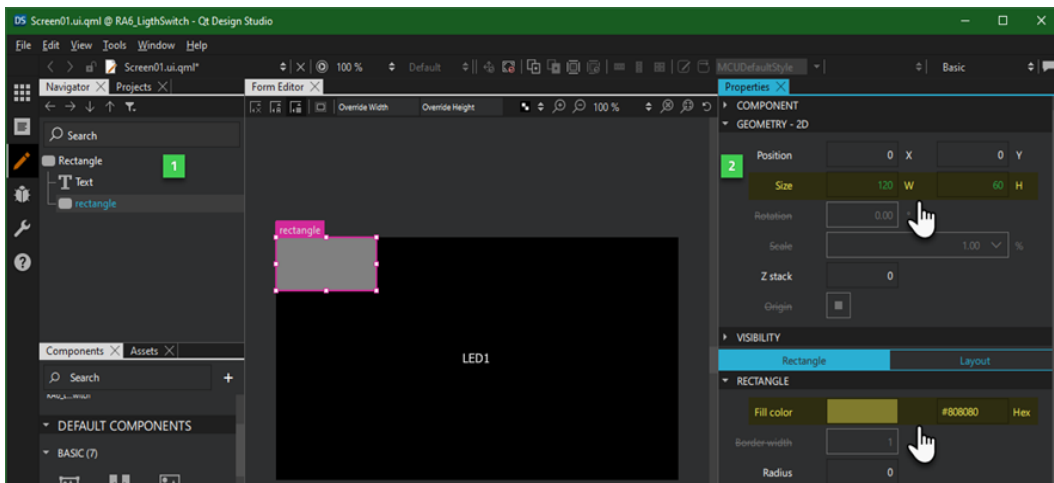 DS Screen01.ui.qml @ RA6_LigthSwitch - Qt Design Studio
File Edit View Tools Window Help
Screen01.ui.qml* 100 % Default MCUDefaultStyle Basic
Navigator Projects
Search
Rectangle
1
Text
rectangle
Components Assets
Search +
DEFAULT COMPONENTS
BASIC (7)
Form Editor
Override Width Override Height 100 %
rectangle
LED1
Properties
COMPONENT
GEOMETRY - 2D
Position 0 X 0 Y
2
Size 120 W 60 H
Rotation 0.00
Scale 1.00 %
Z stack 0
Origin
VISIBILITY
Rectangle Layout
RECTANGLE
Fill color #808080 Hex
Border width 1
Radius 0